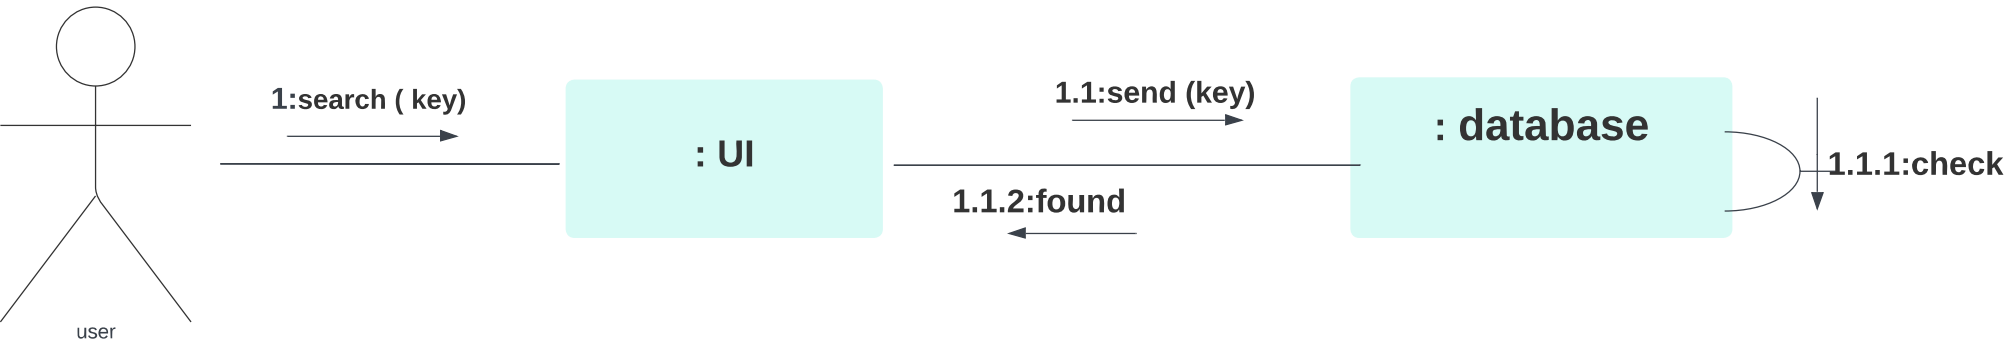 1:search ( key)
: UI
1.1:send (key)
1.1.2:found
: database
1.1.1:check
user